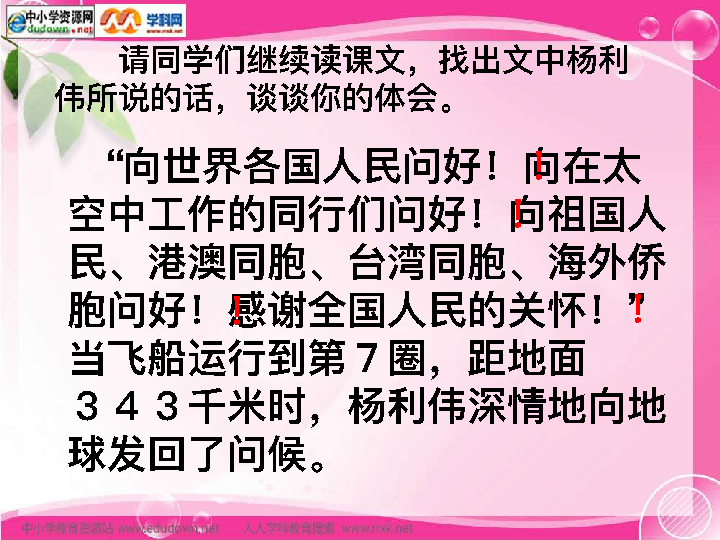 中小学资源网 学科网
dudown.net www.nxk.net
请同学们继续读课文，找出文中杨利
伟所说的话，谈谈你的体会。
“向世界各国人民问好！向在太
空中工作的同行们问好！向祖国人
民、港澳同胞、台湾同胞、海外侨
胞问好！感谢全国人民的关怀！”
当飞船运行到第７圈，距地面
３４３千米时，杨利伟深情地向地
球发回了问候。
中小学教育资源站 www.edudown.net 人人学科教育搜索 www.nxk.net